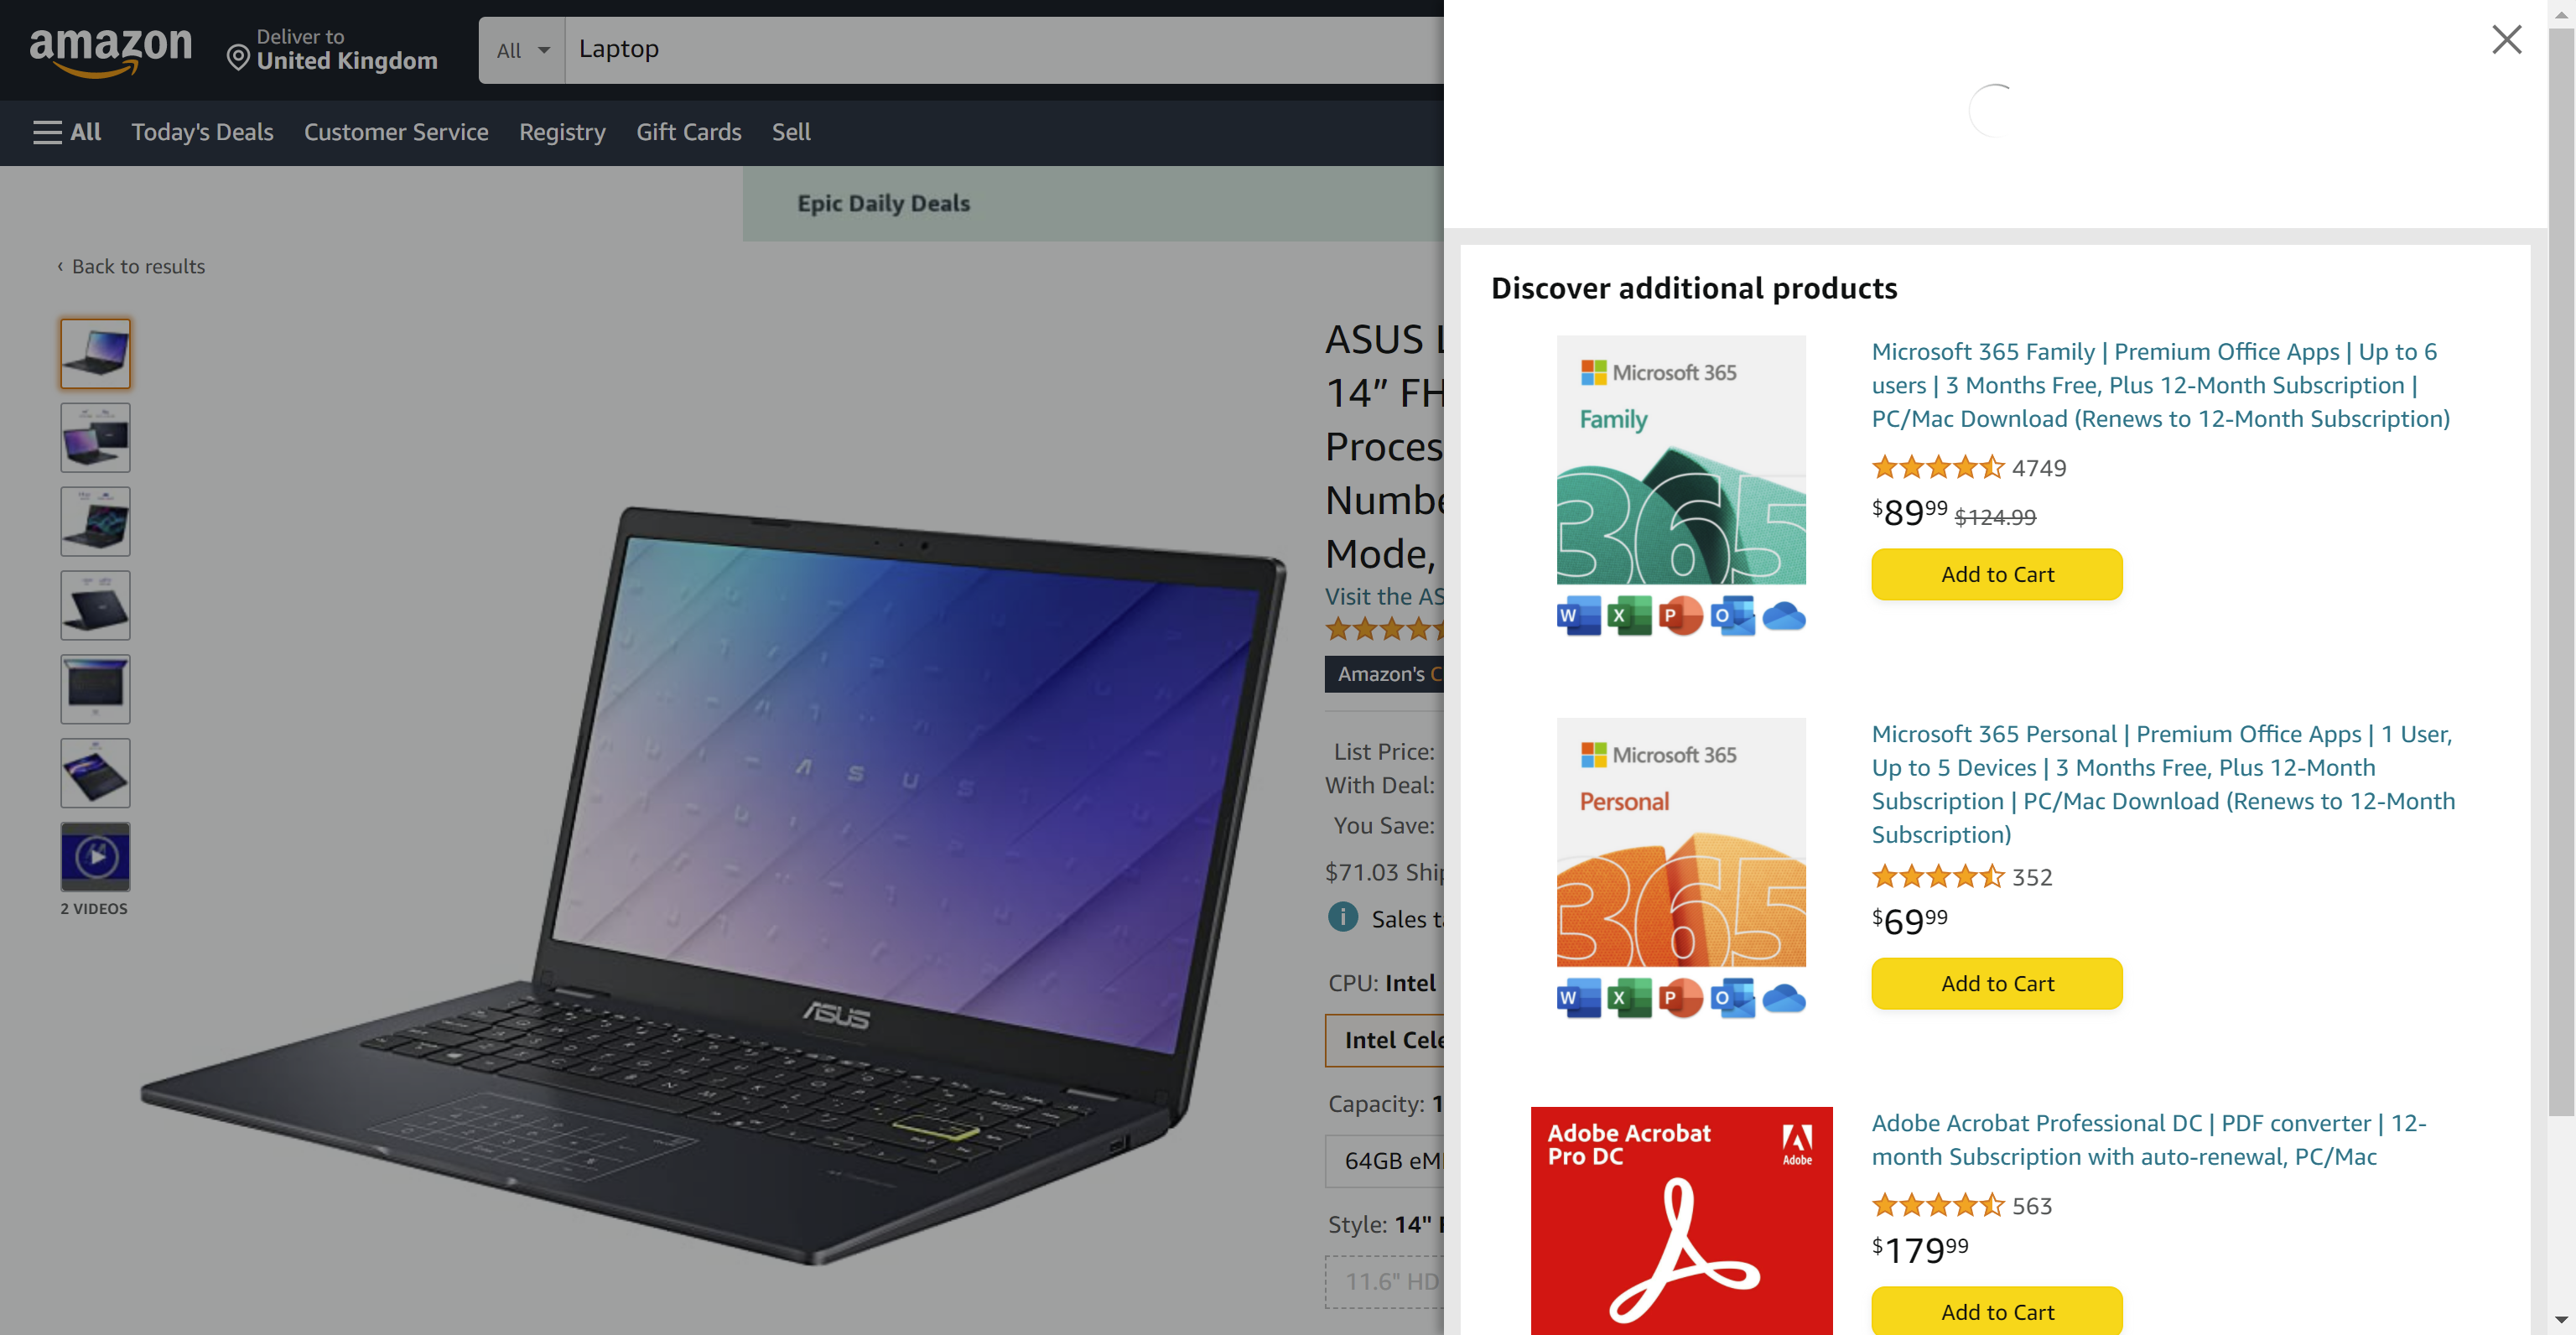 amazon
Deliver to
United Kingdom
All
Laptop
All
Today's Deals
Customer Service
Registry
Gift Cards
Sell
Epic Daily Deals
‹ Back to results
2 VIDEOS
ASUS
ASUS
ASUS
14” FH
Proces
Numbe
Mode,
Visit the AS
Amazon's C
List Price:
With Deal:
You Save:
$71.03 Ship
Sales ta
CPU: Intel
Intel Cele
Capacity: 1
64GB eM
Style: 14"
11.6" HD
Discover additional products
Microsoft 365
Family
365
W X P O
Microsoft 365 Family | Premium Office Apps | Up to 6
users | 3 Months Free, Plus 12-Month Subscription |
PC/Mac Download (Renews to 12-Month Subscription)
4749
$89.99 $124.99
Add to Cart
Microsoft 365
Personal
365
W X P O
Microsoft 365 Personal | Premium Office Apps | 1 User,
Up to 5 Devices | 3 Months Free, Plus 12-Month
Subscription | PC/Mac Download (Renews to 12-Month
Subscription)
352
$69.99
Add to Cart
Adobe Acrobat
Pro DC
Adobe
Adobe Acrobat Professional DC | PDF converter | 12-
month Subscription with auto-renewal, PC/Mac
563
$179.99
Add to Cart